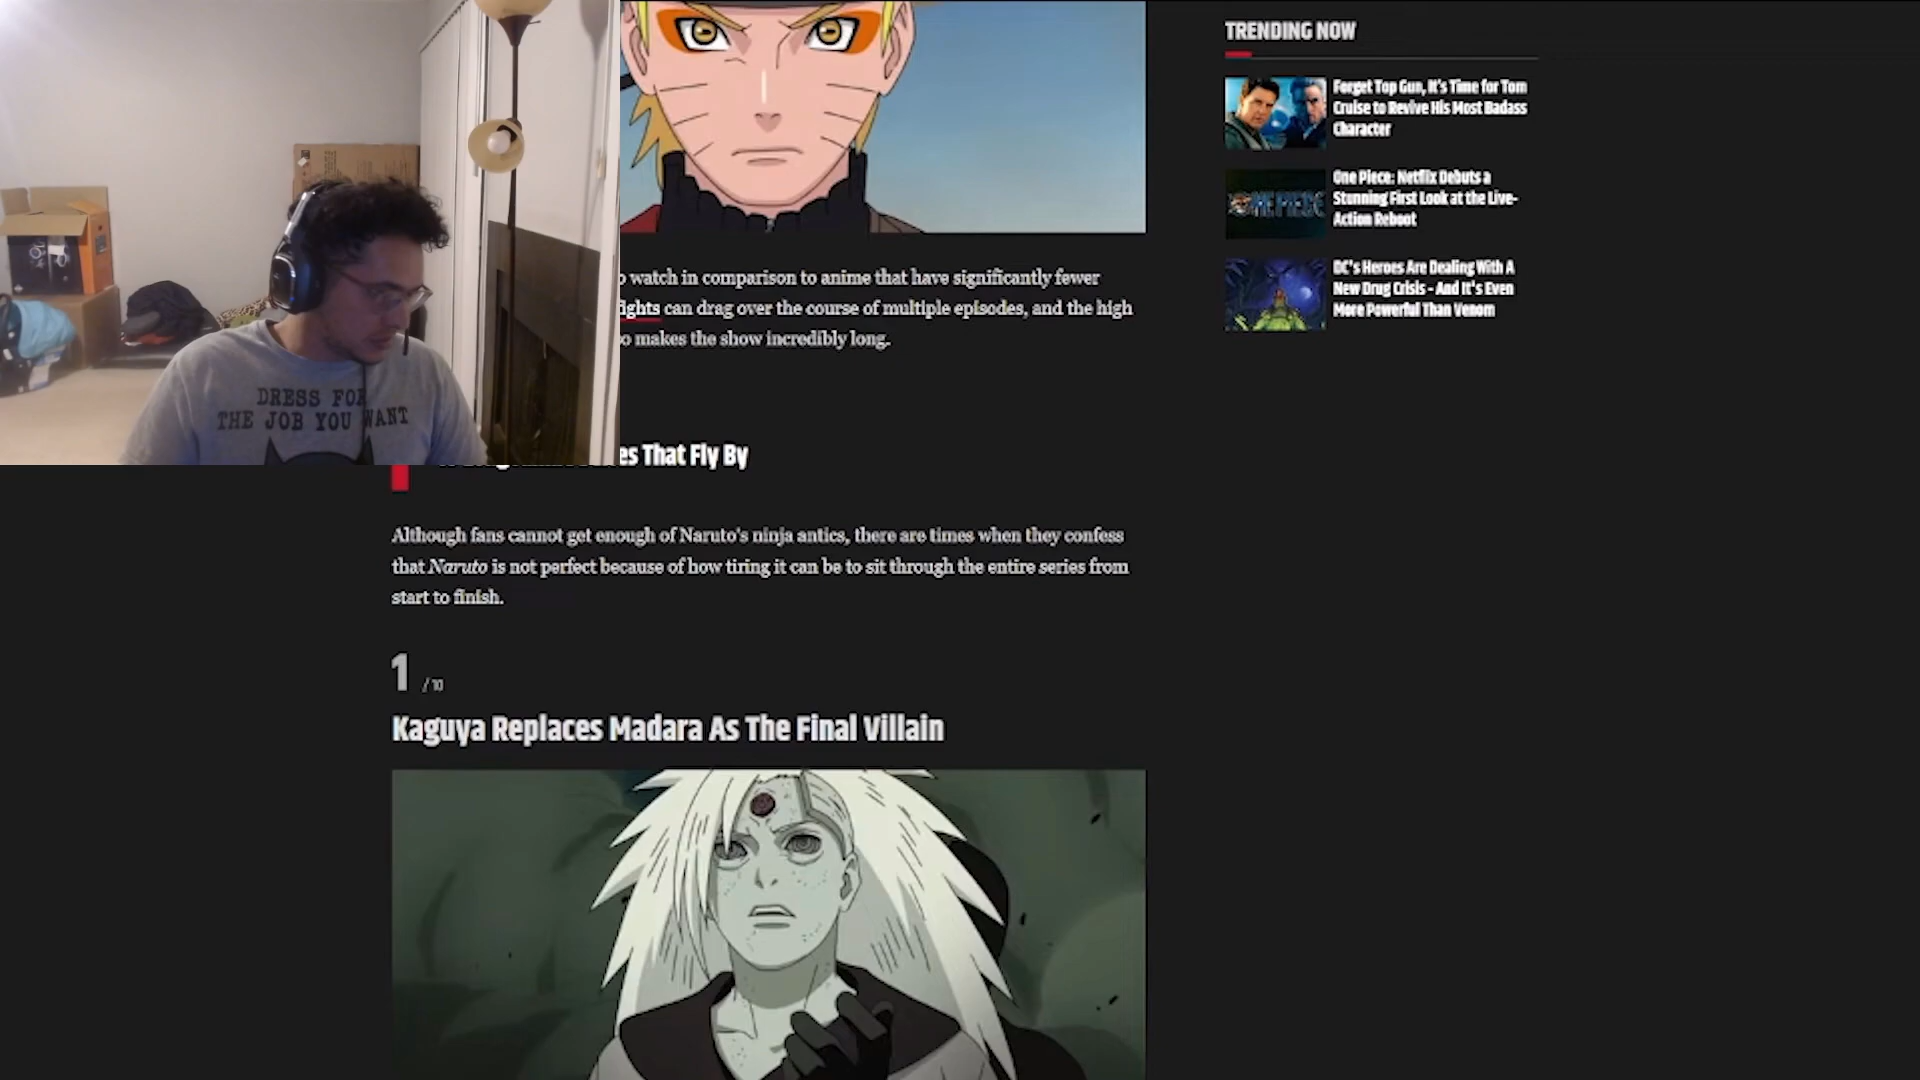 TRENDING NOW
Forget Top Gun, It's Time for Tom
Cruise to Revive His Most Badass
Character
One Piece: Netflix Debuts a
Stunning First Look at the Live-
Action Reboot
DC's Heroes Are Dealing With A
New Drug Crisis - And It's Even
More Powerful Than Venom
DRESS FOR
THE JOB YOU WANT
watch in comparison to anime that have significantly fewer
can drag over the course of multiple episodes, and the high
makes the show incredibly long.
That Fly By
Although fans cannot get enough of Naruto's ninja antics, there are times when they confess
that Naruto is not perfect because of how tiring it can be to sit through the entire series from
start to finish.
1 / 10
Kaguya Replaces Madara As The Final Villain